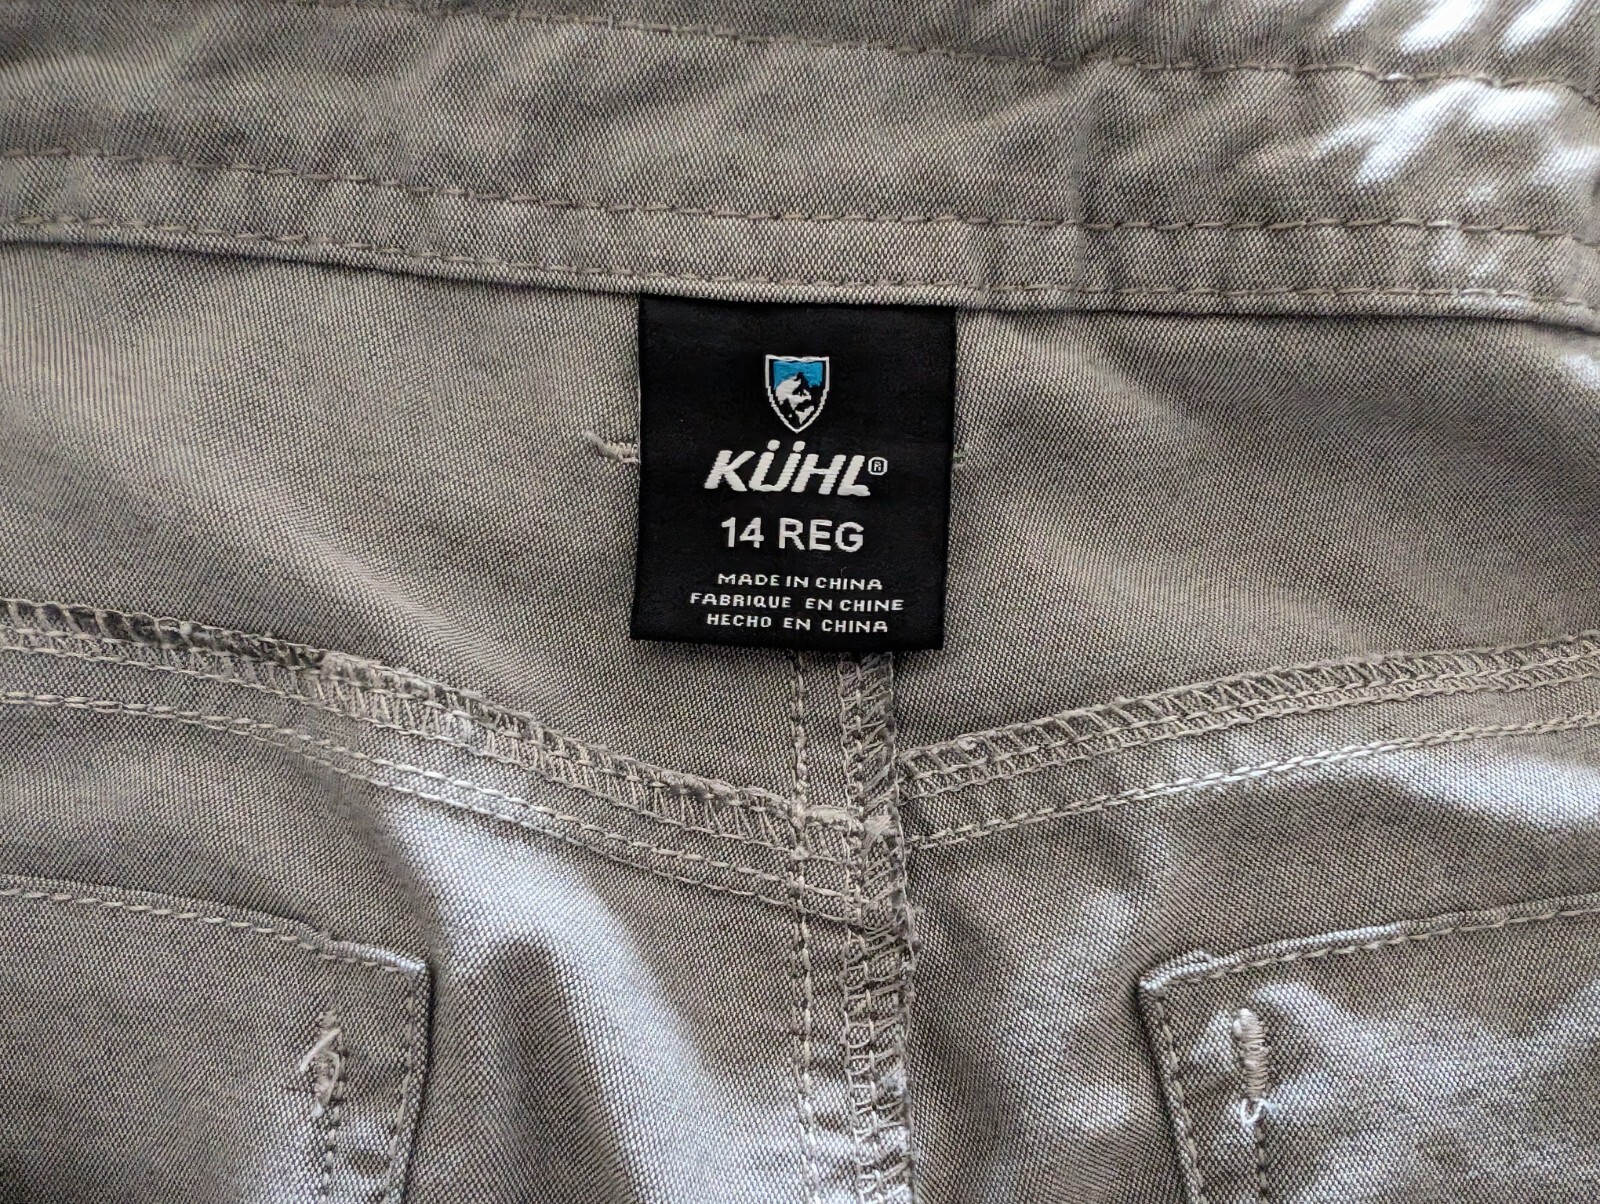 KÜHL®
14 REG
MADE IN CHINA
FABRIQUE EN CHINE
HECHO EN CHINA